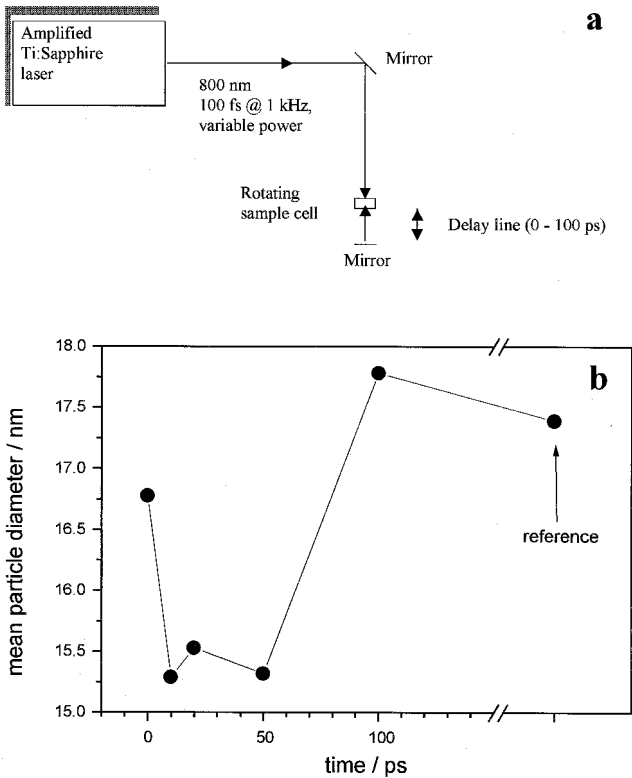 a
Amplified
Ti:Sapphire
laser
Mirror
800 nm
100 fs @ 1 kHz,
variable power
Rotating
sample cell
Delay line (0 - 100 ps)
Mirror
b
18.0
17.5
17.0
16.5
16.0
15.5
15.0
mean particle diameter / nm
reference
0
50
100
time / ps